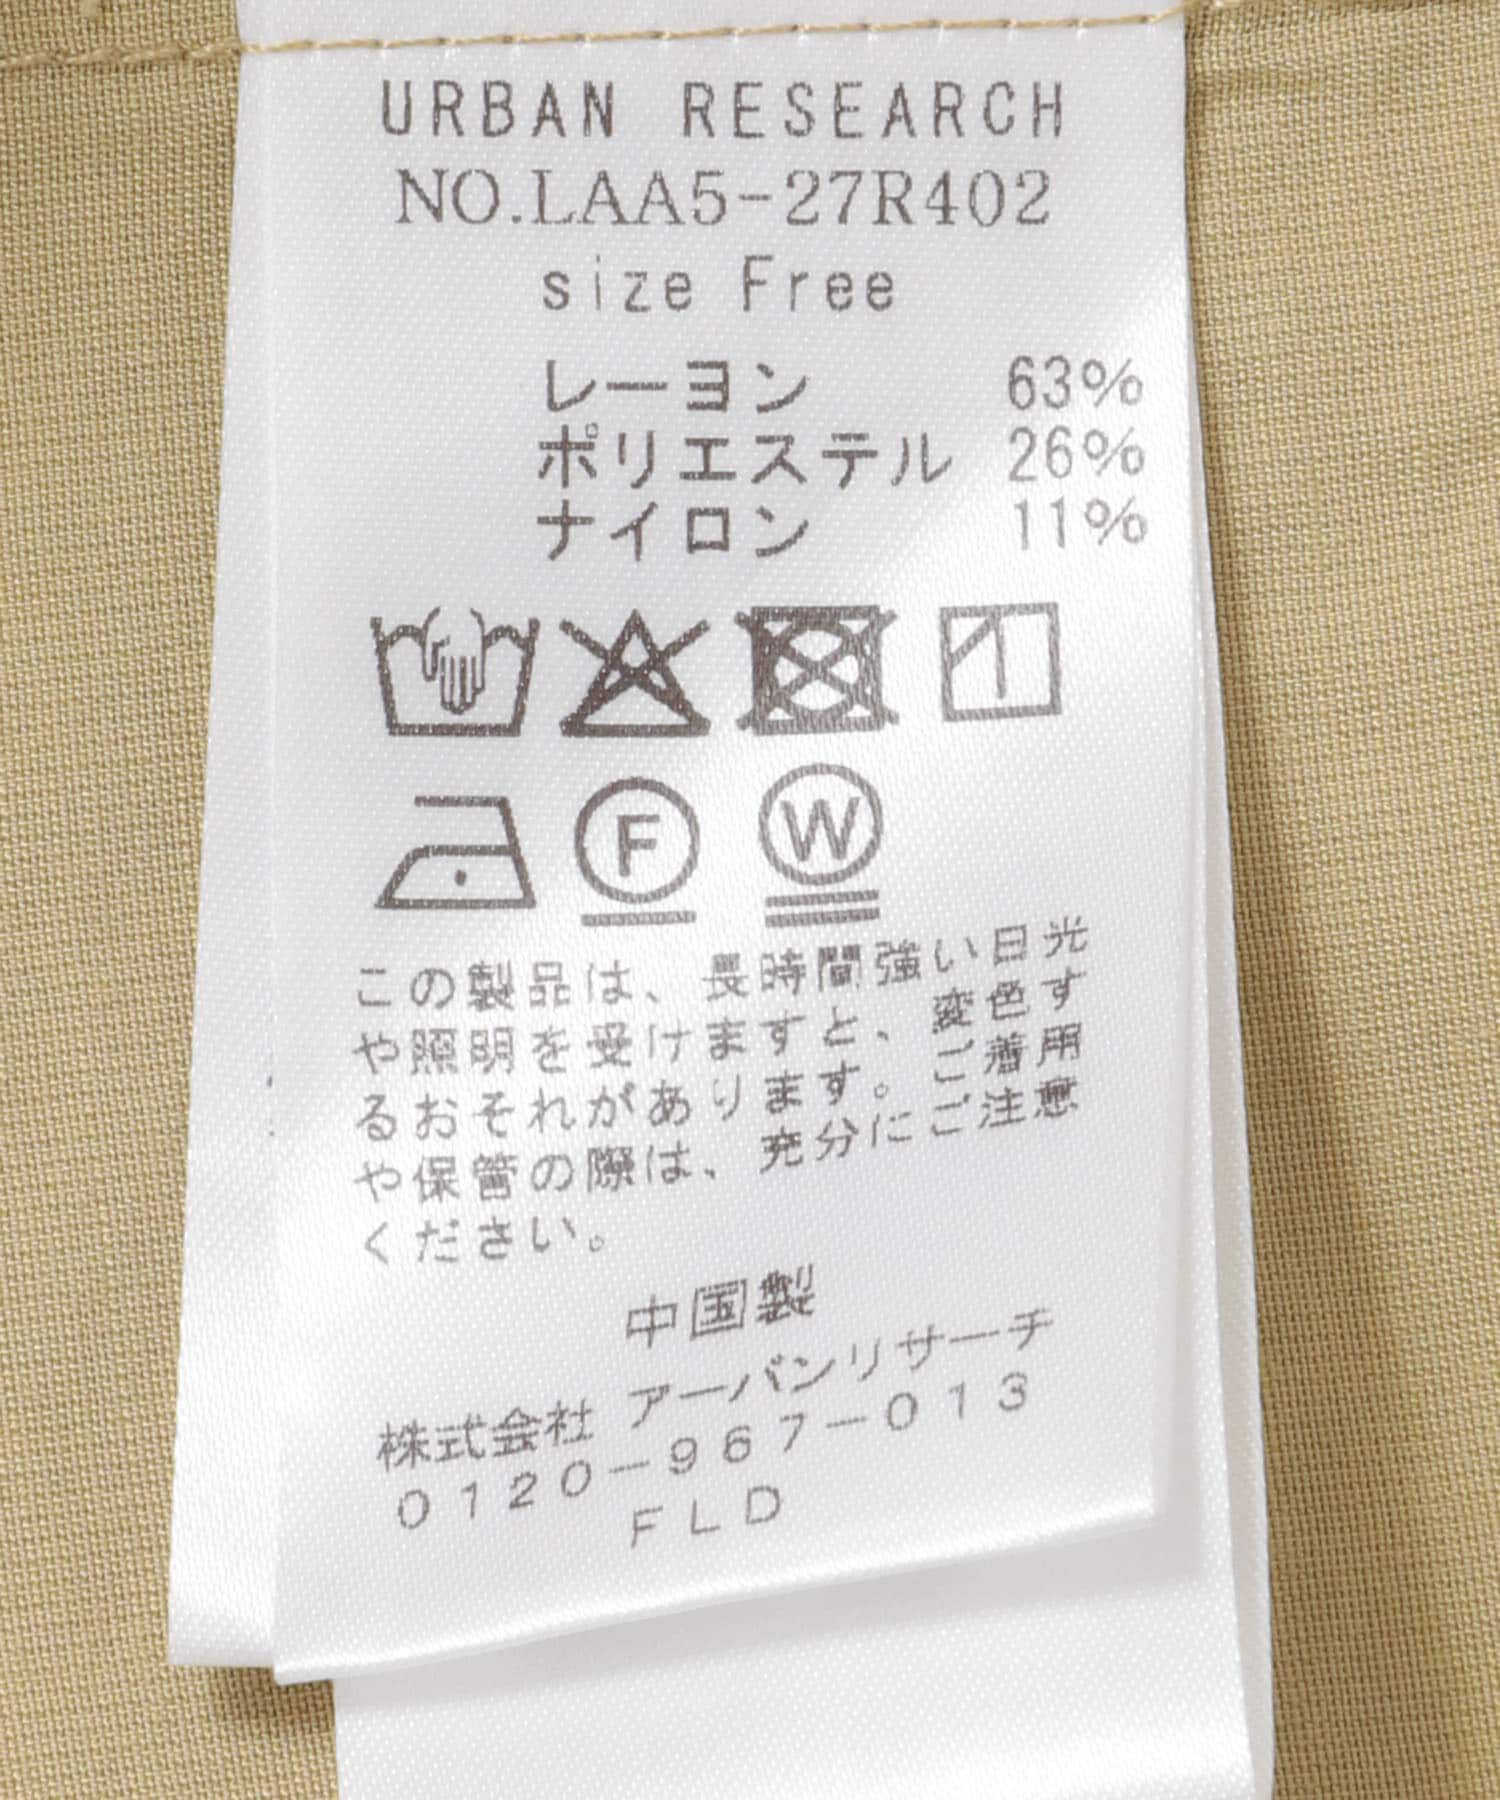 URBAN RESEARCH
NO.LAA5-27R402
size Free
レーヨン 63%
ポリエステル 26%
ナイロン 11%
F W
この製品は、長時間強い日光
や照明を受けますと、変色す
るおそれがあります。ご着用
や保管の際は、充分にご注意
ください。
中国製
株式会社 アーバンリサーチ
0120-967-013
FLD